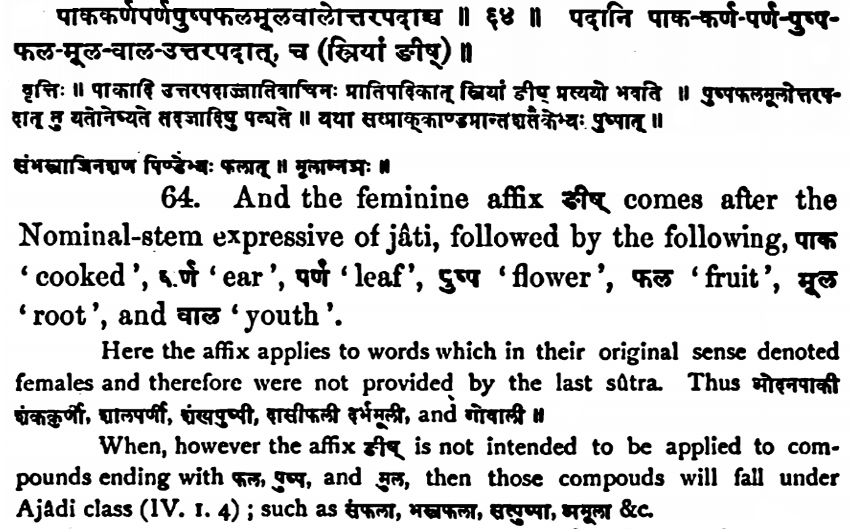 पाककर्णपर्णपुष्पफलमूलवालोत्तरपदाच्च ॥ ६४ ॥ पदानि पाक-कर्ण-पर्ण-पुष्प-
फल-मूल-वाल-उत्तरपदात्, च (स्त्रियां ङीष्) ॥
वृत्तिः ॥ पाकादि उत्तरपदाज्जातिवाचिनः प्रातिपदिकात् स्त्रियां ङीष् प्रत्ययो भवति ॥ पुष्पफलमूलोत्तरप-
दात् तु यतोनेष्यते तदजादिषु पठ्यते ॥ यथा सत्प्राक्काण्डप्रान्तशतैकेभ्यः पुष्पात् ॥
संभस्त्राजिनशण पिण्डेभ्यः फलात् ॥ मूलान्नञः ॥
64. And the feminine affix ङीष् comes after the
Nominal-stem expressive of jâti, followed by the following, पाक
‘cooked’, कर्ण ‘ear’, पर्ण ‘leaf’, पुष्प ‘flower’, फल ‘fruit’, मूल
‘root’, and वाल ‘youth’.
Here the affix applies to words which in their original sense denoted
females and therefore were not provided by the last sûtra. Thus ओदनपाकी
शंककुर्णी, शालपर्णी, शंखपुष्पी, दासीफली दर्भमूली, and गोवाली ॥
When, however the affix ङीष् is not intended to be applied to com-
pounds ending with फल, पुष्प, and मुल, then those compouds will fall under
Ajâdi class (IV. 1. 4) ; such as संफला, भस्त्रफला, सत्पुष्पा, अमूला &c.